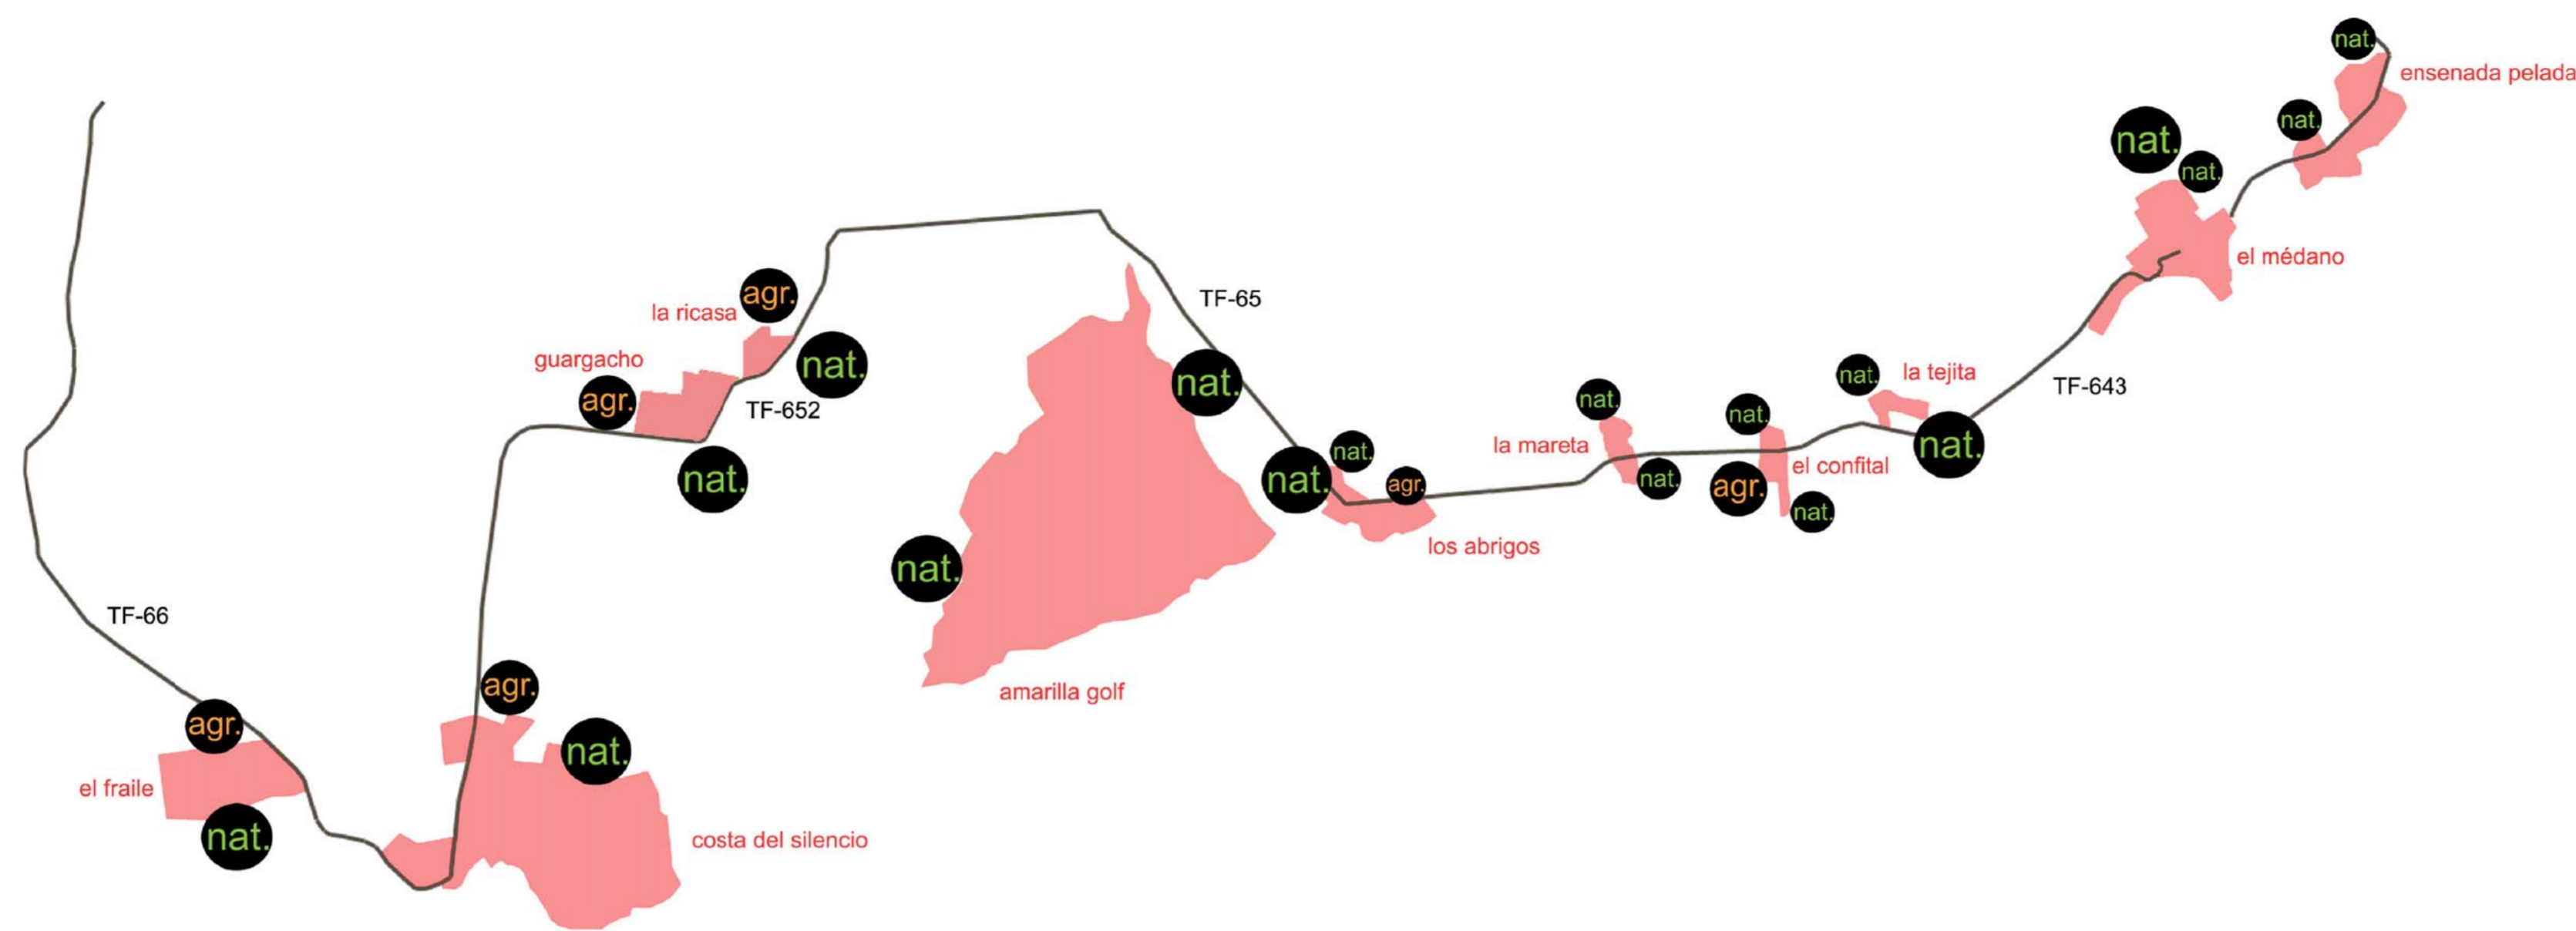 nat.
ensenada pelada
nat.
nat.
nat.
el médano
agr.
la ricasa
TF-65
guargacho
nat.
agr.
TF-652
nat.
nat.
la tejita
TF-643
nat.
nat.
nat.
la mareta
nat.
el confital
nat.
nat.
nat.
agr.
nat.
agr.
nat.
los abrigos
nat.
TF-66
agr.
amarilla golf
agr.
nat.
el fraile
nat.
costa del silencio